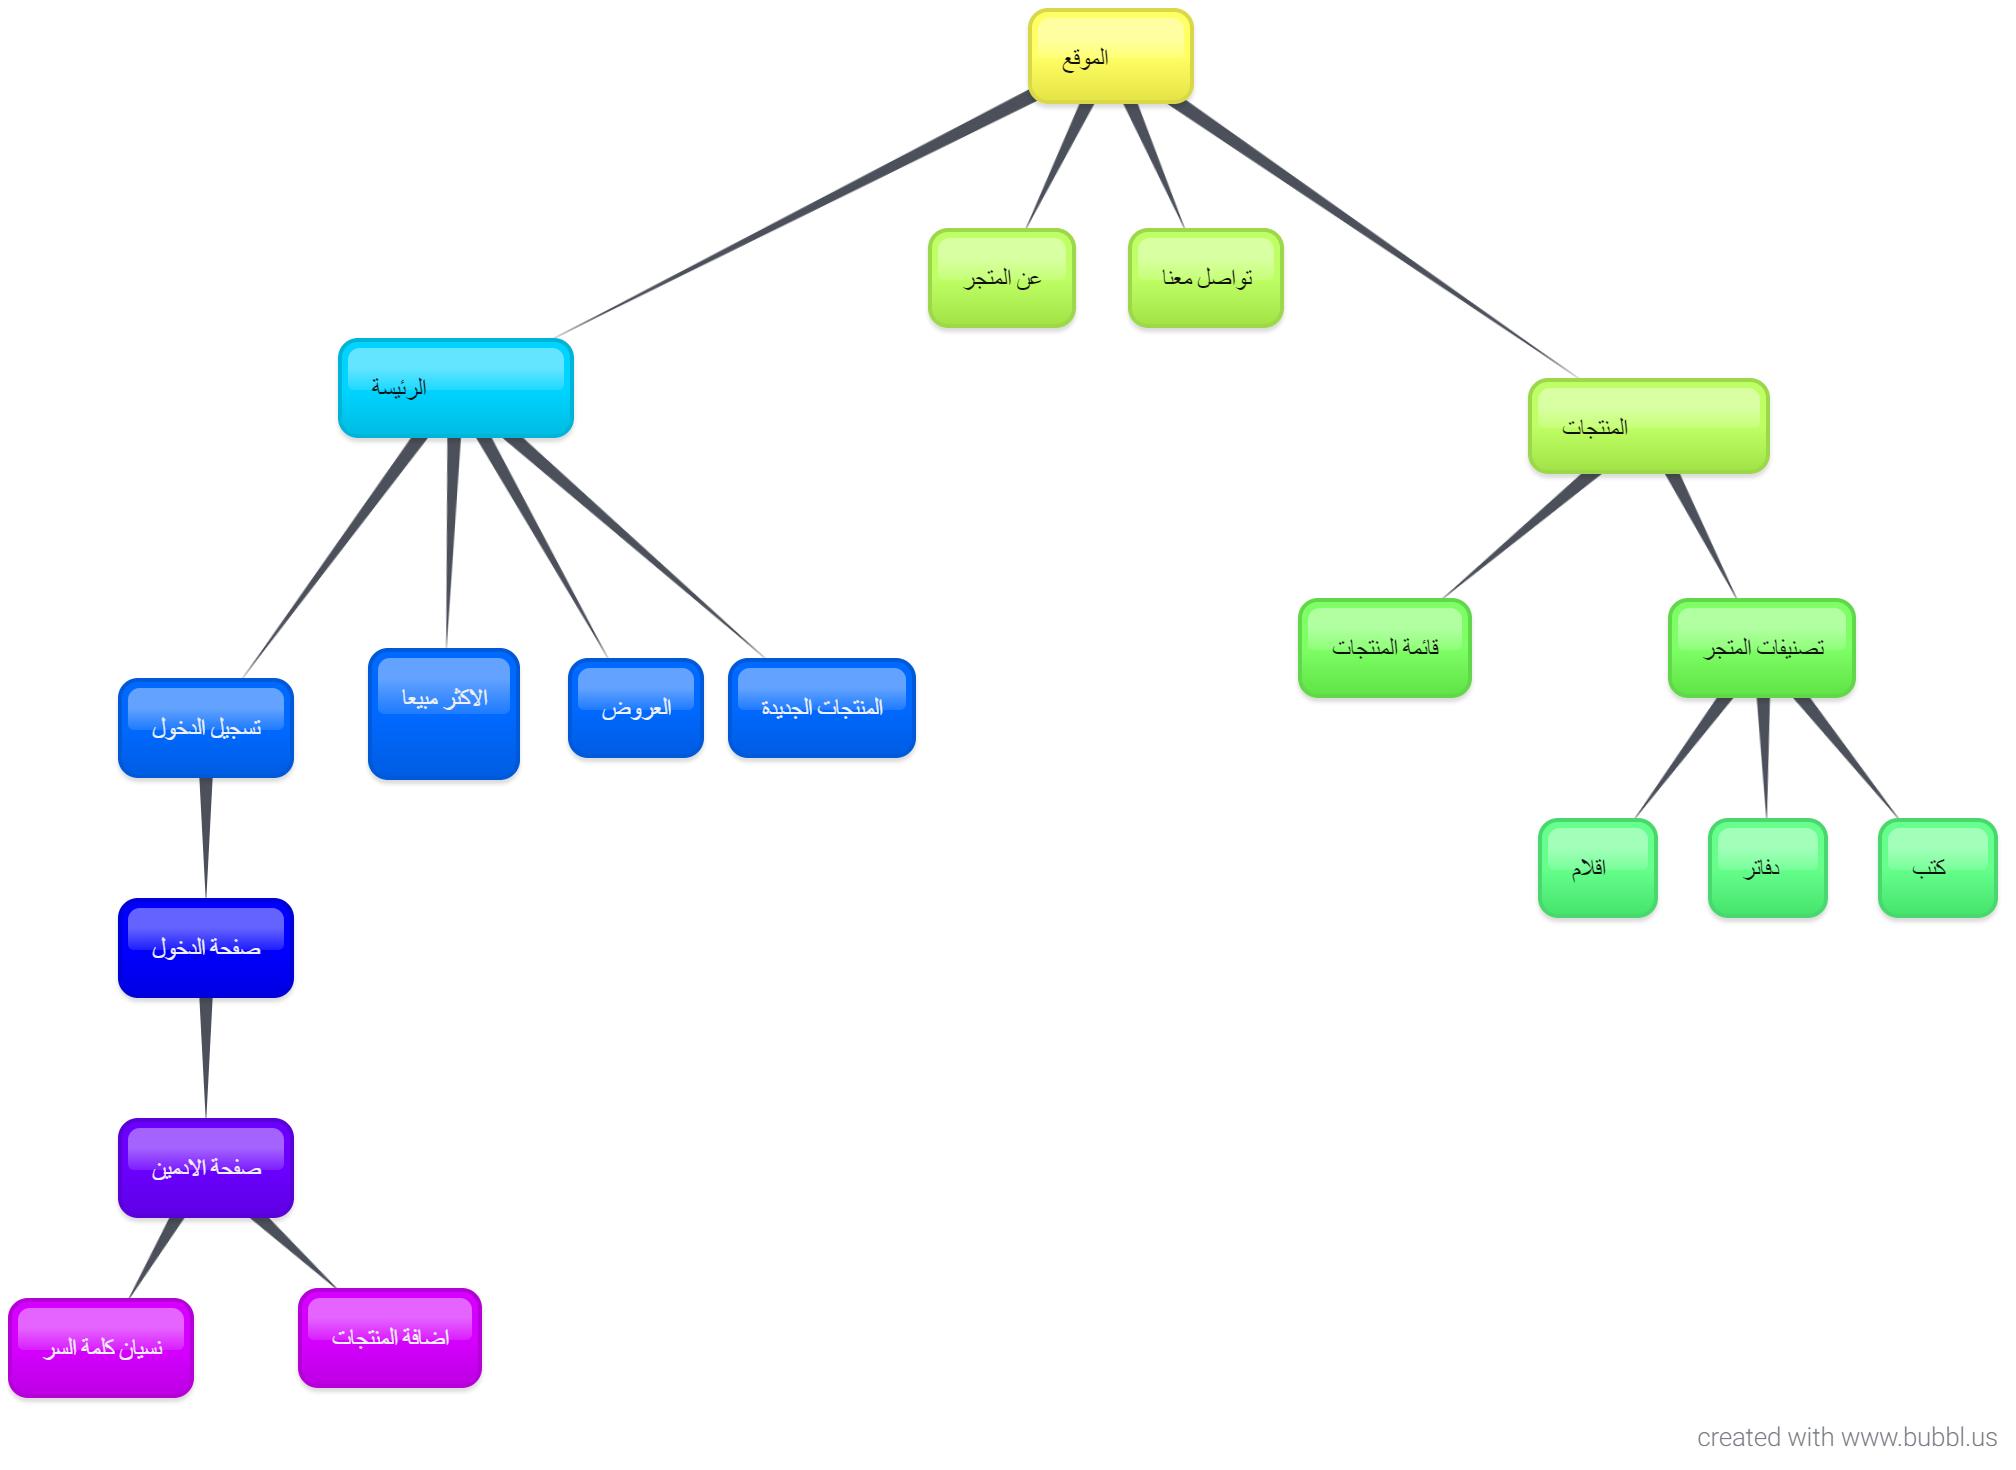 الموقع
عن المتجر
تواصل معنا
الرئيسة
المنتجات
قائمة المنتجات
تصنيفات المتجر
تسجيل الدخول
الاكثر مبيعا
العروض
المنتجات الجديدة
اقلام
دفاتر
كتب
صفحة الدخول
صفحة الادمين
نسيان كلمة السر
اضافة المنتجات
created with www.bubbl.us